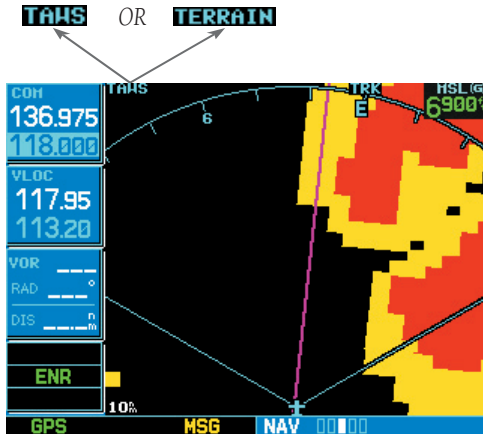 TAWS OR TERRAIN
COM
136.975
118.000
VLOC
117.95
113.20
VOR
RAD
DIS
ENR
GPS
TAWS
6
TRK
E
MSL(G
6900
10
MSG
NAV